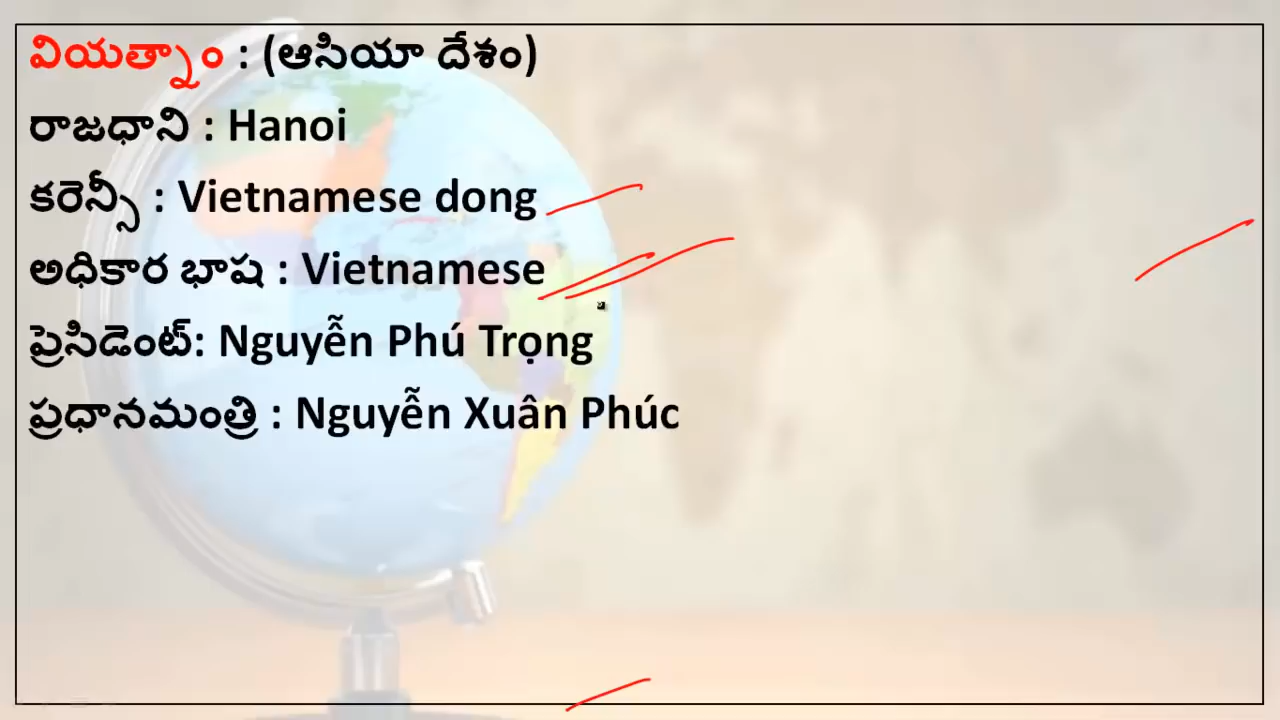 వియత్నాం : (ఆసియా దేశం)
రాజధాని : Hanoi
కరెన్సీ : Vietnamese dong
అధికార భాష : Vietnamese
ప్రెసిడెంట్: Nguyễn Phú Trọng
ప్రధానమంత్రి : Nguyễn Xuân Phúc